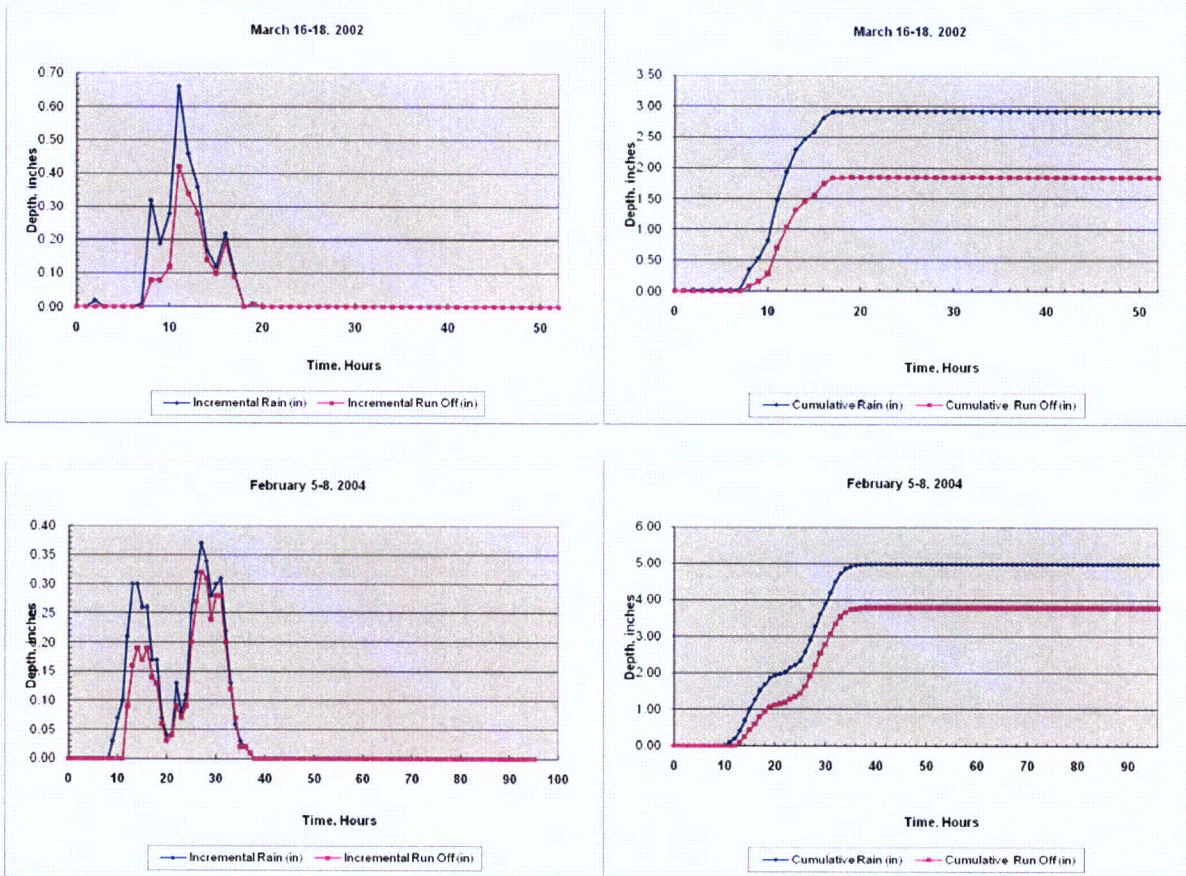 March 16-18. 2002
0.70
0.60
0.50
0.40
0.30
0.20
0.10
0.00
Depth, inches
0 10 20 30 40 50
Time, Hours
Incremental Rain (in) Incremental Run Off (in)
March 16-18. 2002
3.50
3.00
2.50
2.00
1.50
1.00
0.50
0.00
Depth, inches
0 10 20 30 40 50
Time, Hours
Cumulative Rain (in) Cumulative Run Off (in)
February 5-8. 2004
0.40
0.35
0.30
0.25
0.20
0.15
0.10
0.05
0.00
Depth, inches
0 10 20 30 40 50 60 70 80 90 100
Time, Hours
Incremental Rain (in) Incremental Run Off (in)
February 5-8. 2004
6.00
5.00
4.00
3.00
2.00
1.00
0.00
Depth, inches
0 10 20 30 40 50 60 70 80 90
Time, Hours
Cumulative Rain (in) Cumulative Run Off (in)